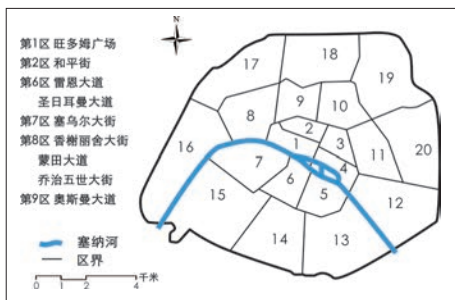 N
第1区 旺多姆广场
第2区 和平街
第6区 雷恩大道
圣日耳曼大道
第7区 塞乌尔大街
第8区 香榭丽舍大街
蒙田大道
乔治五世大街
第9区 奥斯曼大道
塞纳河
区界
0 1 2 4 千米
17
18
19
9
10
8
2
3
1
11
20
16
7
4
6
5
15
12
14
13